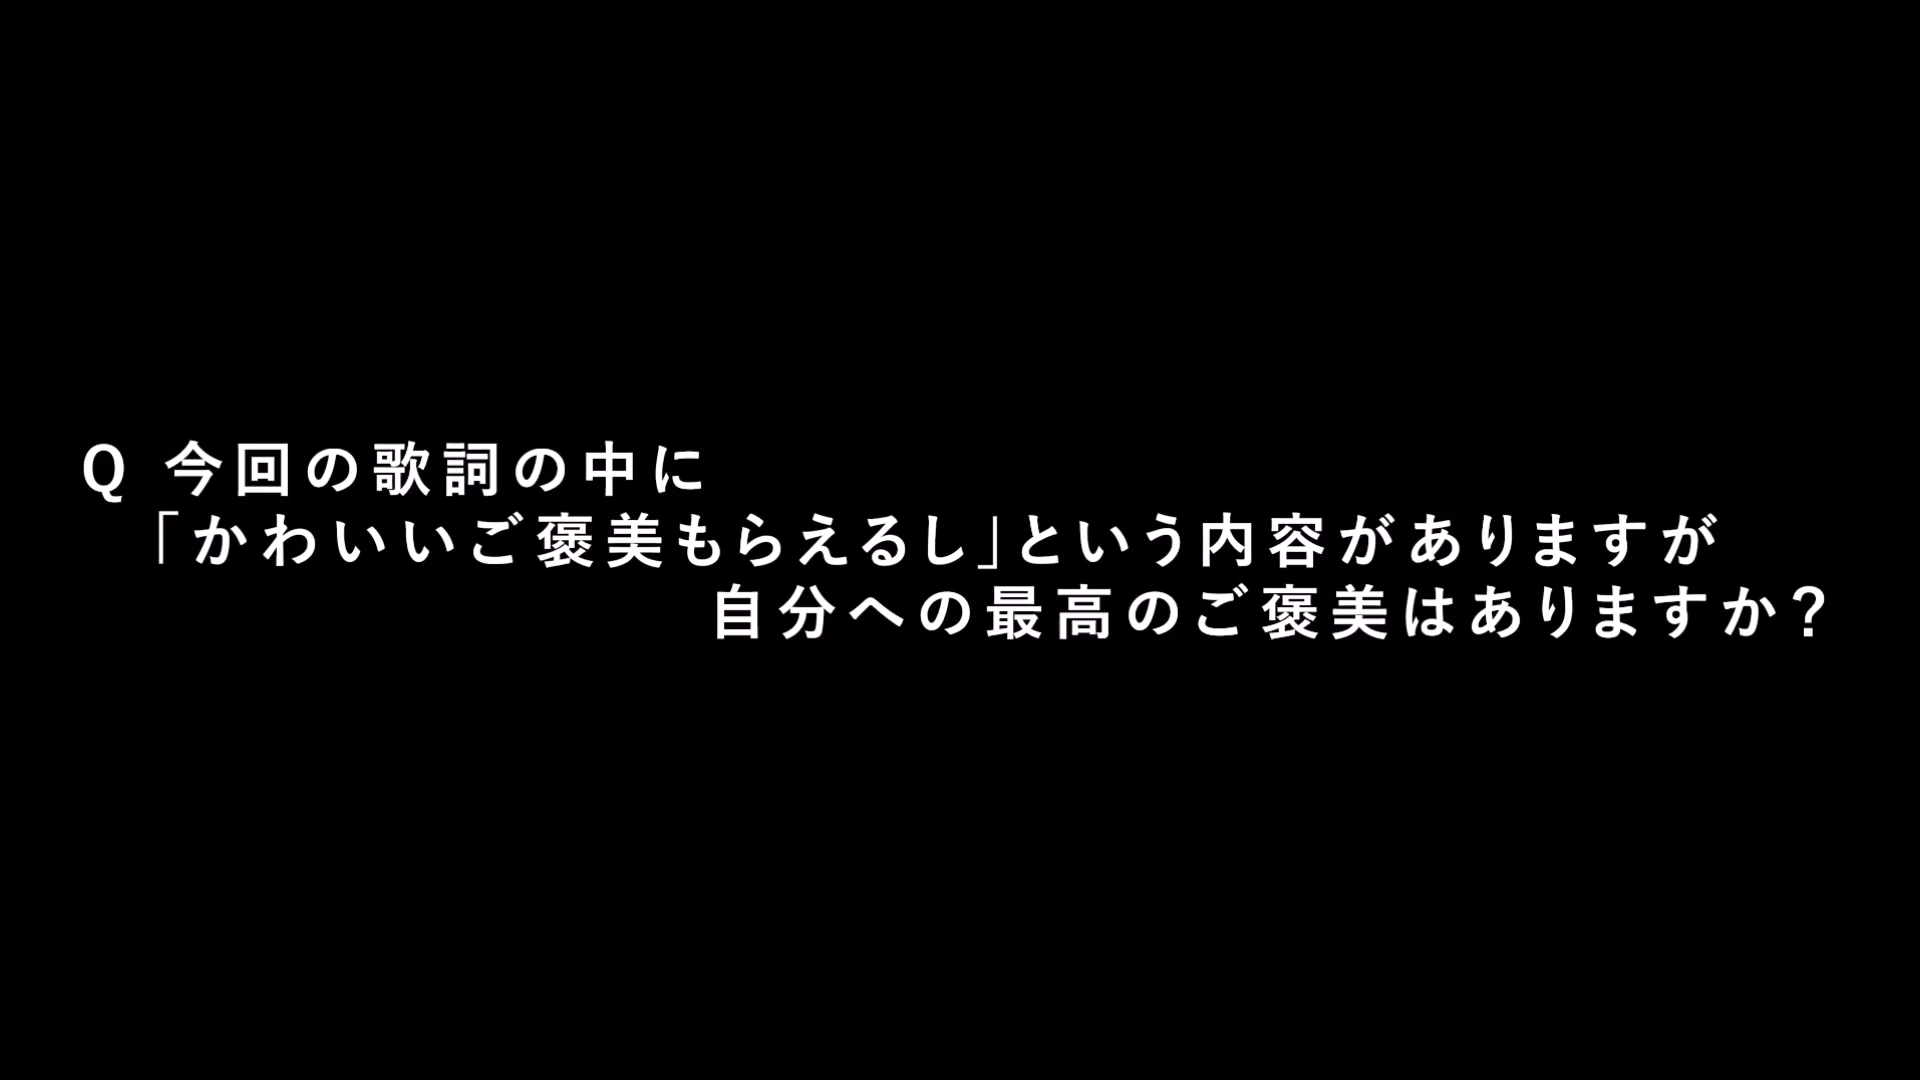 Q 今回の歌詞の中に
「かわいいご褒美もらえるし」という内容がありますが
自分への最高のご褒美はありますか？